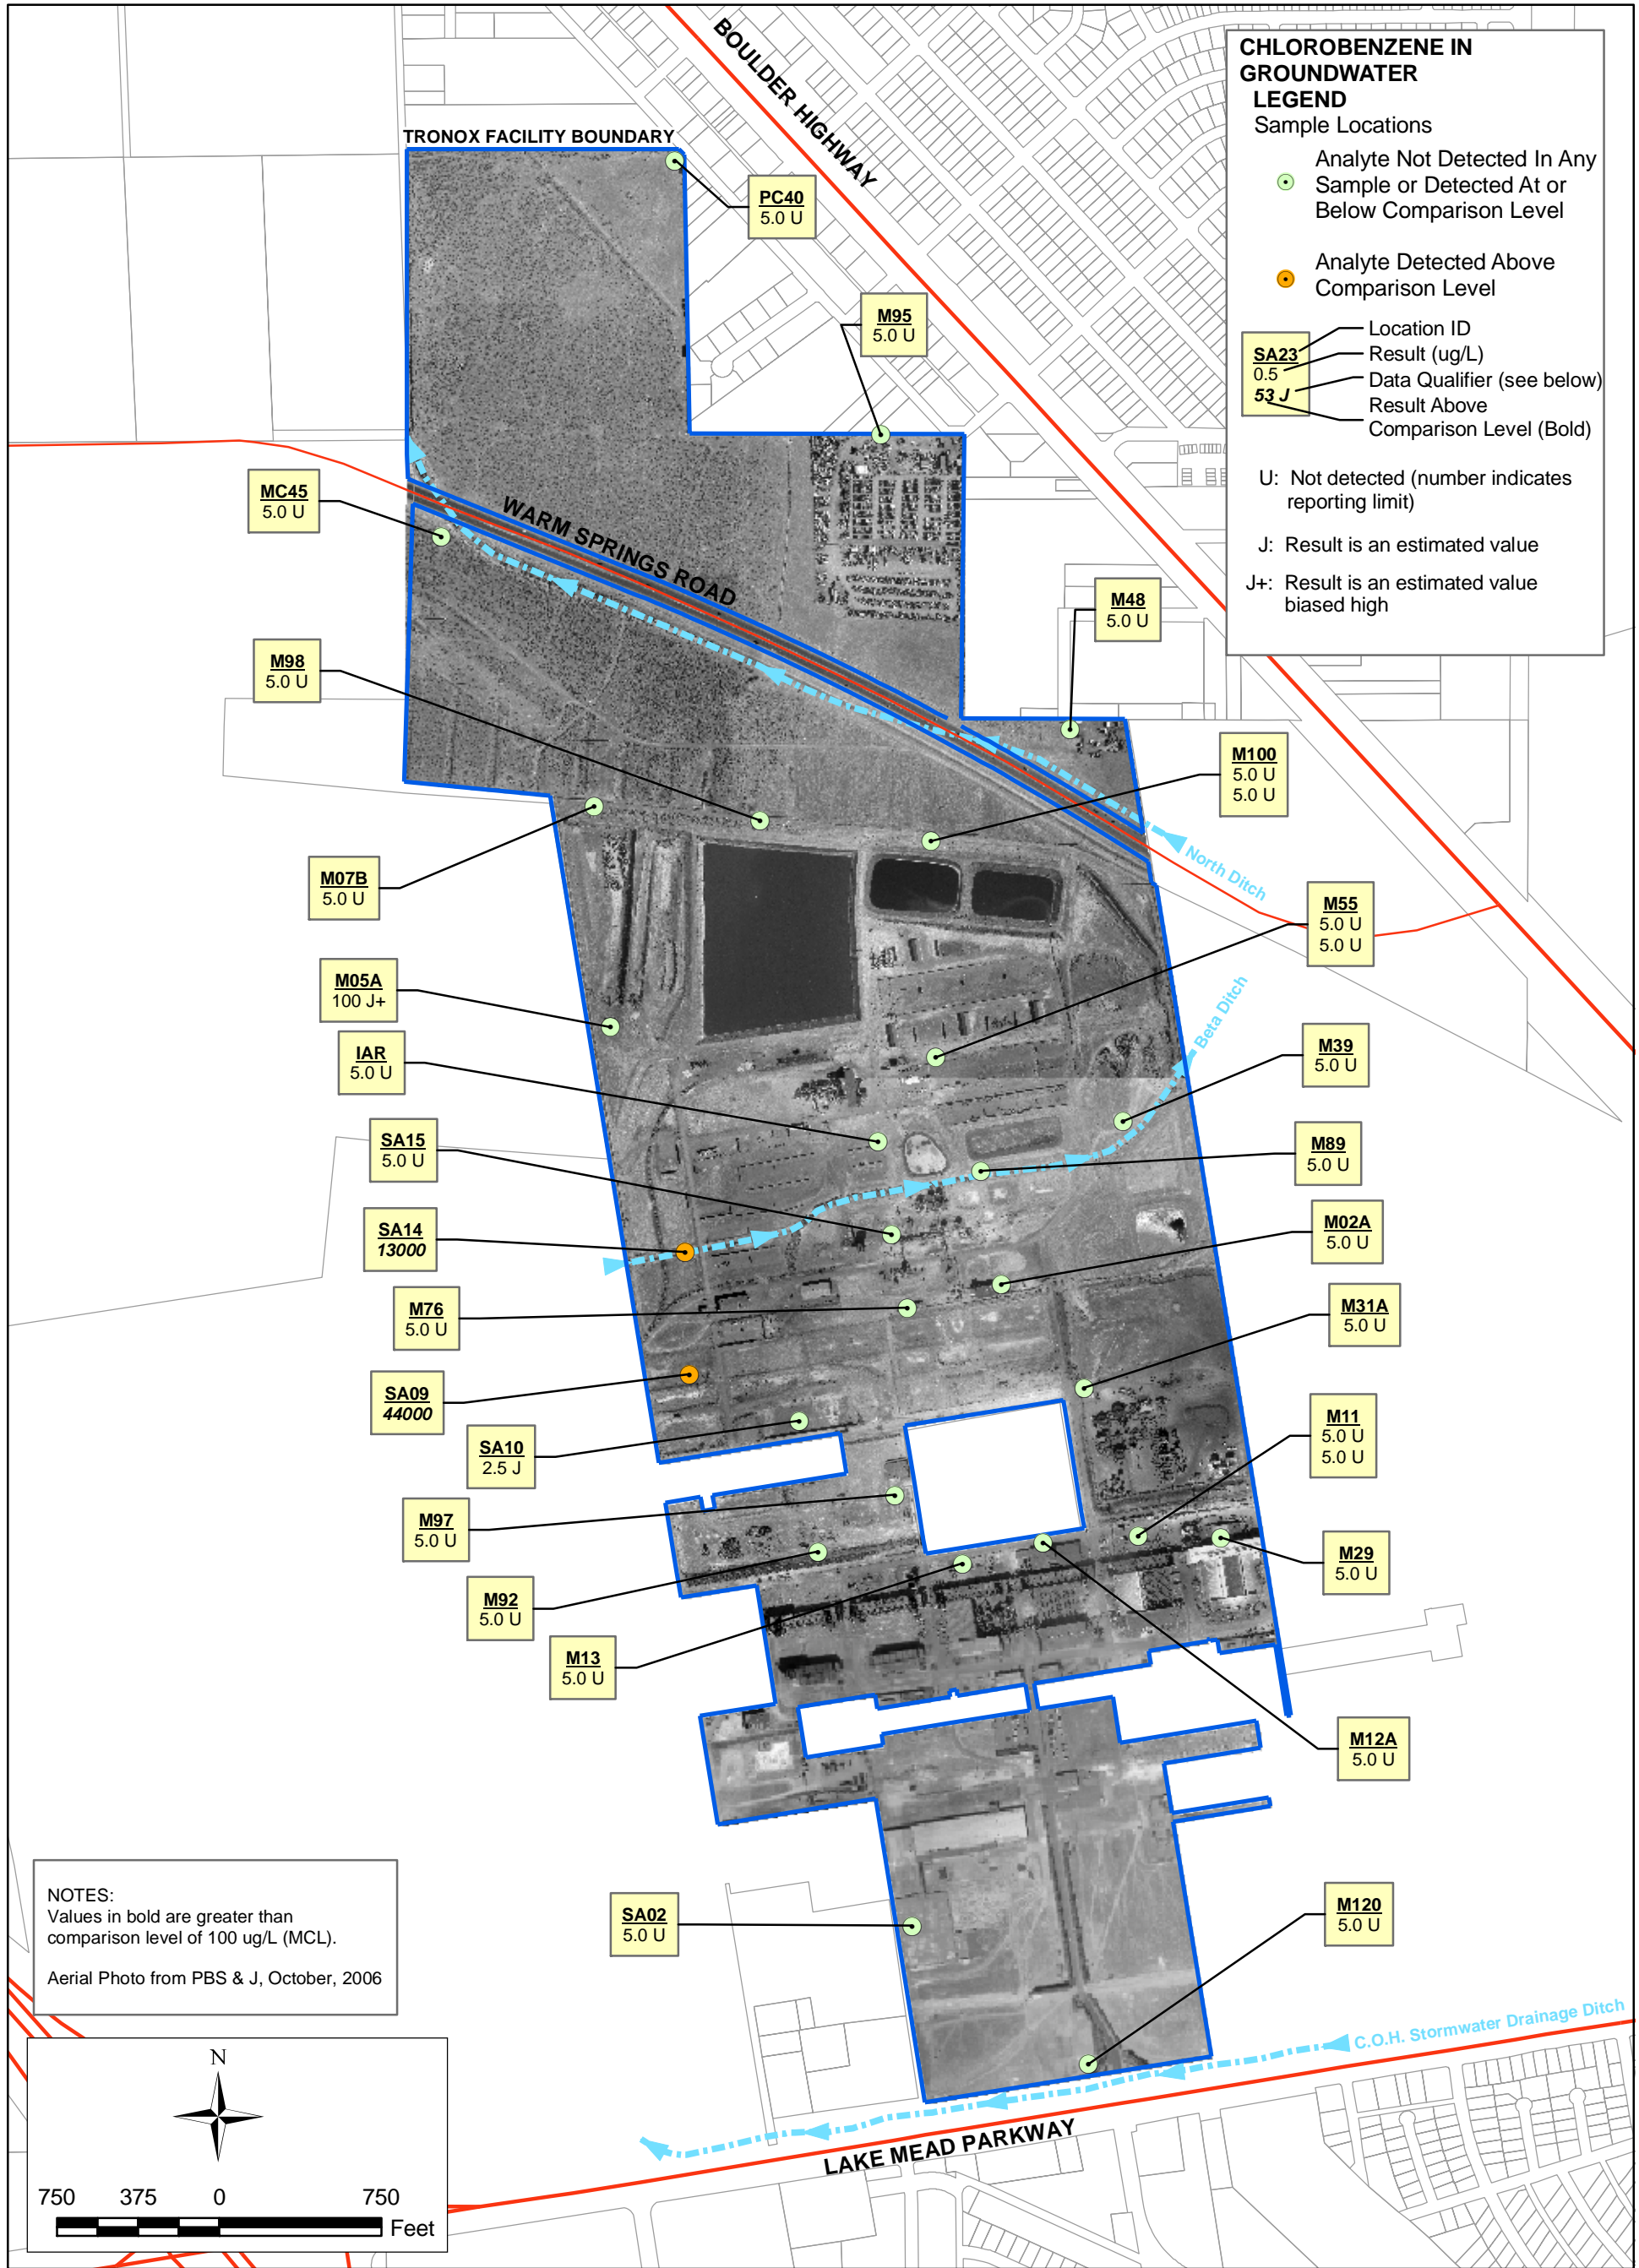 CHLOROBENZENE IN
GROUNDWATER
LEGEND
Sample Locations
Analyte Not Detected In Any
Sample or Detected At or
Below Comparison Level
Analyte Detected Above
Comparison Level
SA23
0.5
53 J
Location ID
Result (ug/L)
Data Qualifier (see below)
Result Above
Comparison Level (Bold)
U: Not detected (number indicates
reporting limit)
J: Result is an estimated value
J+: Result is an estimated value
biased high
BOULDER HIGHWAY
TRONOX FACILITY BOUNDARY
PC40
5.0 U
M95
5.0 U
MC45
5.0 U
WARM SPRINGS ROAD
M48
5.0 U
M98
5.0 U
M100
5.0 U
5.0 U
North Ditch
M07B
5.0 U
M55
5.0 U
5.0 U
M05A
100 J+
Beta Ditch
IAR
5.0 U
M39
5.0 U
SA15
5.0 U
M89
5.0 U
SA14
13000
M02A
5.0 U
M76
5.0 U
M31A
5.0 U
SA09
44000
SA10
2.5 J
M11
5.0 U
5.0 U
M97
5.0 U
M29
5.0 U
M92
5.0 U
M13
5.0 U
M12A
5.0 U
SA02
5.0 U
M120
5.0 U
NOTES:
Values in bold are greater than
comparison level of 100 ug/L (MCL).
Aerial Photo from PBS & J, October, 2006
C.O.H. Stormwater Drainage Ditch
LAKE MEAD PARKWAY
N
750 375 0 750
Feet